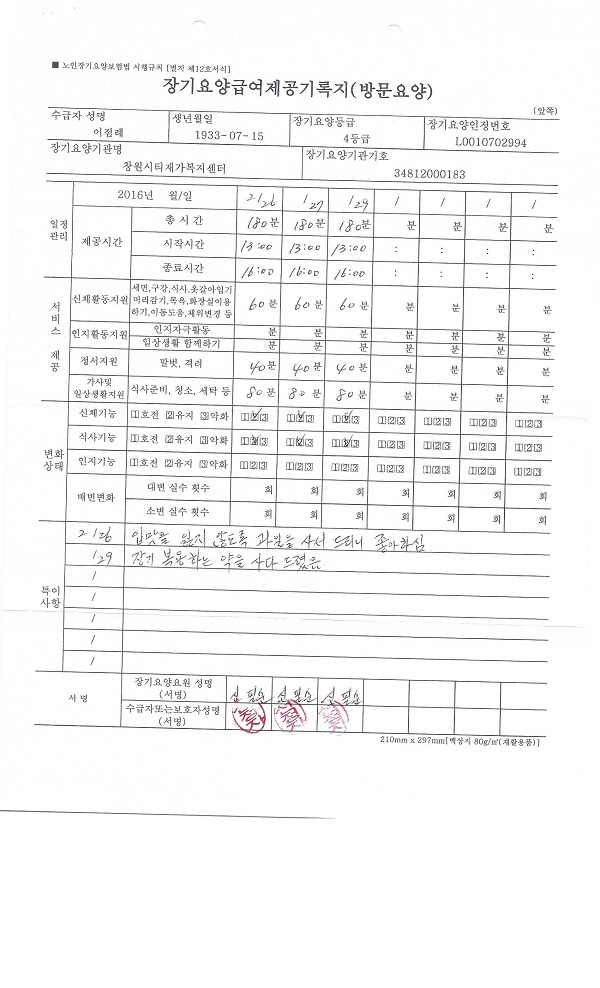 ■ 노인장기요양보험법 시행규칙 [별지 제12호서식]
장기요양급여제공기록지(방문요양)
(앞쪽)
수급자 성명 생년월일 장기요양등급 장기요양인정번호
이점례 1933-07-15 4등급 L0010702994
장기요양기관명 장기요양기관기호
창원시티재가복지센터 34812000183
2016년 월/일 2/26 /27 /29 / / / /
일정관리 제공시간 총 시 간 180분 180분 180분 분 분 분 분
시작시간 13:00 13:00 13:00 : : : :
종료시간 16:00 16:00 16:00 : : : :
서비스 제공
신체활동지원 세면,구강,식사,옷갈아입기 머리감기,목욕,화장실이용 하기,이동도움,체위변경 등 60분 60분 60분 분 분 분 분
인지활동지원 인지자극활동 분 분 분 분 분 분 분
일상생활 함께하기 분 분 분 분 분 분 분
정서지원 말벗, 격려 40분 40분 40분 분 분 분 분
가사및 일상생활지원 식사준비, 청소, 세탁 등 80분 80분 80분 분 분 분 분
변화상태
신체기능 1호전 2유지 3악화 123 123 123 123 123 123 123
식사기능 1호전 2유지 3악화 123 123 123 123 123 123 123
인지기능 1호전 2유지 3악화 123 123 123 123 123 123 123
배변변화 대변 실수 횟수 회 회 회 회 회 회 회
소변 실수 횟수 회 회 회 회 회 회 회
특이사항
2/26 입맛을 잃지 않도록 과일을 사서 드리니 좋아하심.
/29 장기 복용하는 약을 사다 드렸음.
/
/
/
/
서 명
장기요양요원 성명 (서명) 신필순 신필순 신필순
수급자또는보호자성명 (서명)
210mm x 297mm[백상지 80g/㎡(재활용품)]